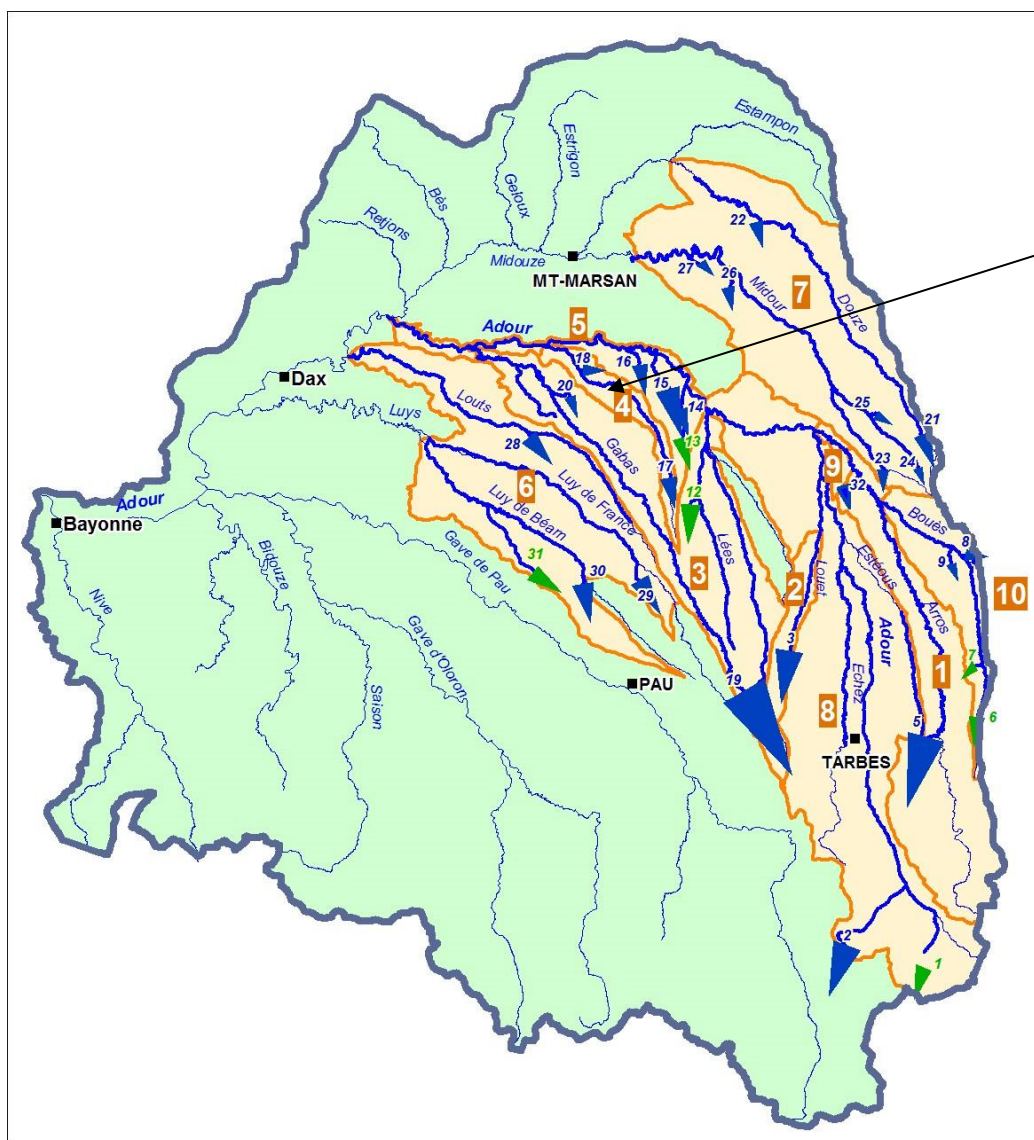 Estampon
Estrigon
Geloux
Bès
Retjons
22
Midouze
27
26
MT-MARSAN
Midour
7
Douze
Adour
5
18
16
Dax
20
4
15
14
25
21
Louts
Luys
13
28
Gabas
17
23
24
9
32
6
Luy de France
12
Bouès
8
Luy de Béarn
Lées
Estéous
9
Adour
Bayonne
31
Gave de Pau
30
29
3
2
Louet
Arros
10
Bidouze
Nive
Gave d'Oloron
3
Adour
7
19
PAU
Echez
1
Saison
8
5
6
TARBES
2
1